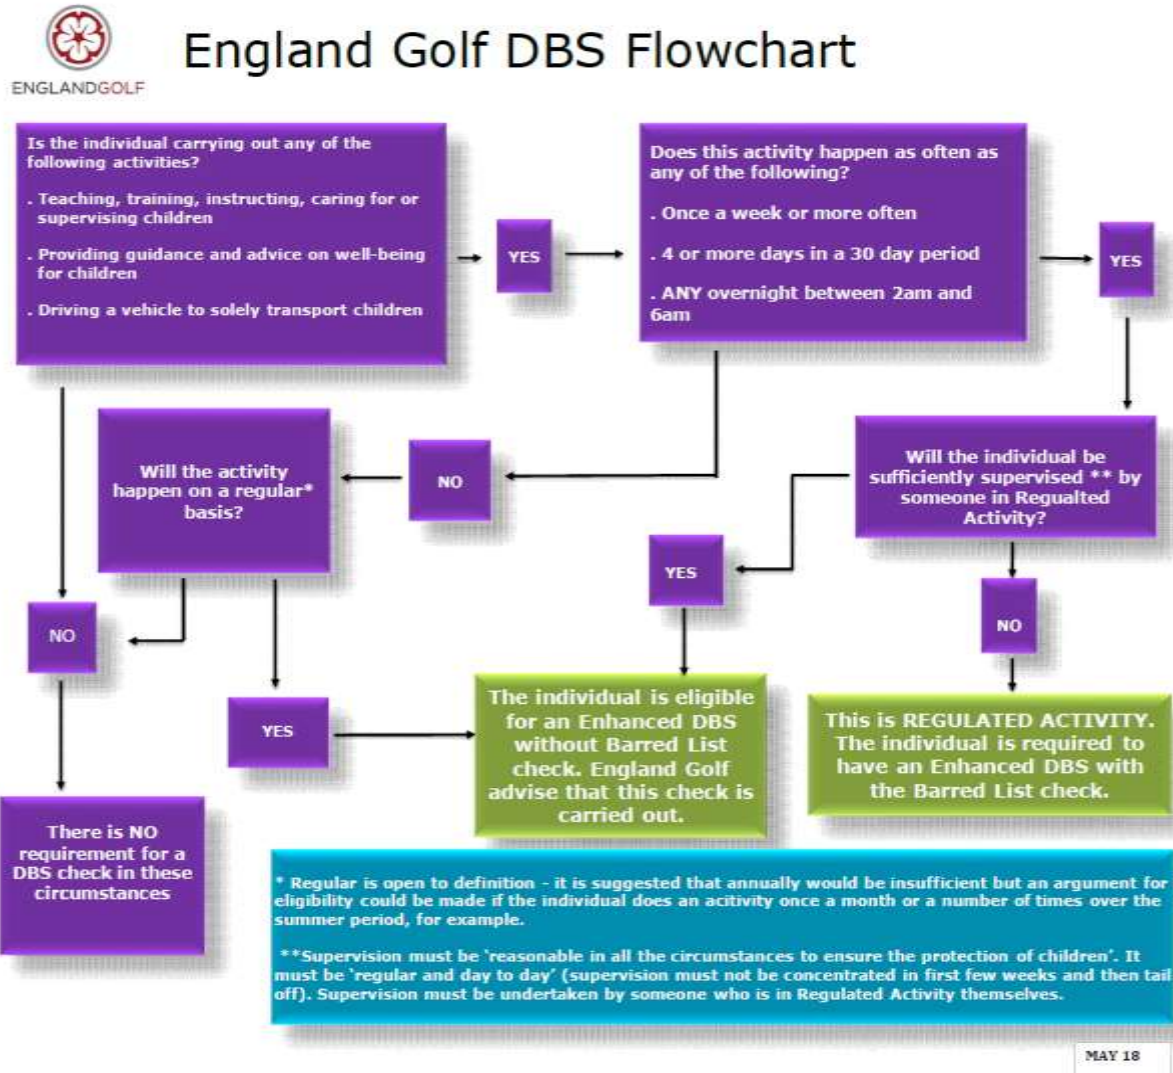 England Golf DBS Flowchart
ENGLANDGOLF
Is the individual carrying out any of the
following activities?
. Teaching, training, instructing, caring for or
supervising children
. Providing guidance and advice on well-being
for children
. Driving a vehicle to solely transport children
YES
Does this activity happen as often as
any of the following?
. Once a week or more often
. 4 or more days in a 30 day period
. ANY overnight between 2am and
6am
YES
Will the activity
happen on a regular*
basis?
NO
Will the individual be
sufficiently supervised ** by
someone in Regualted
Activity?
YES
NO
NO
YES
The individual is eligible
for an Enhanced DBS
without Barred List
check. England Golf
advise that this check is
carried out.
This is REGULATED ACTIVITY.
The individual is required to
have an Enhanced DBS with
the Barred List check.
There is NO
requirement for a
DBS check in these
circumstances
* Regular is open to definition - it is suggested that annually would be insufficient but an argument for
eligibility could be made if the individual does an acitivity once a month or a number of times over the
summer period, for example.
**Supervision must be ‘reasonable in all the circumstances to ensure the protection of children’. It
must be ‘regular and day to day’ (supervision must not be concentrated in first few weeks and then tail
off). Supervision must be undertaken by someone who is in Regulated Activity themselves.
MAY 18